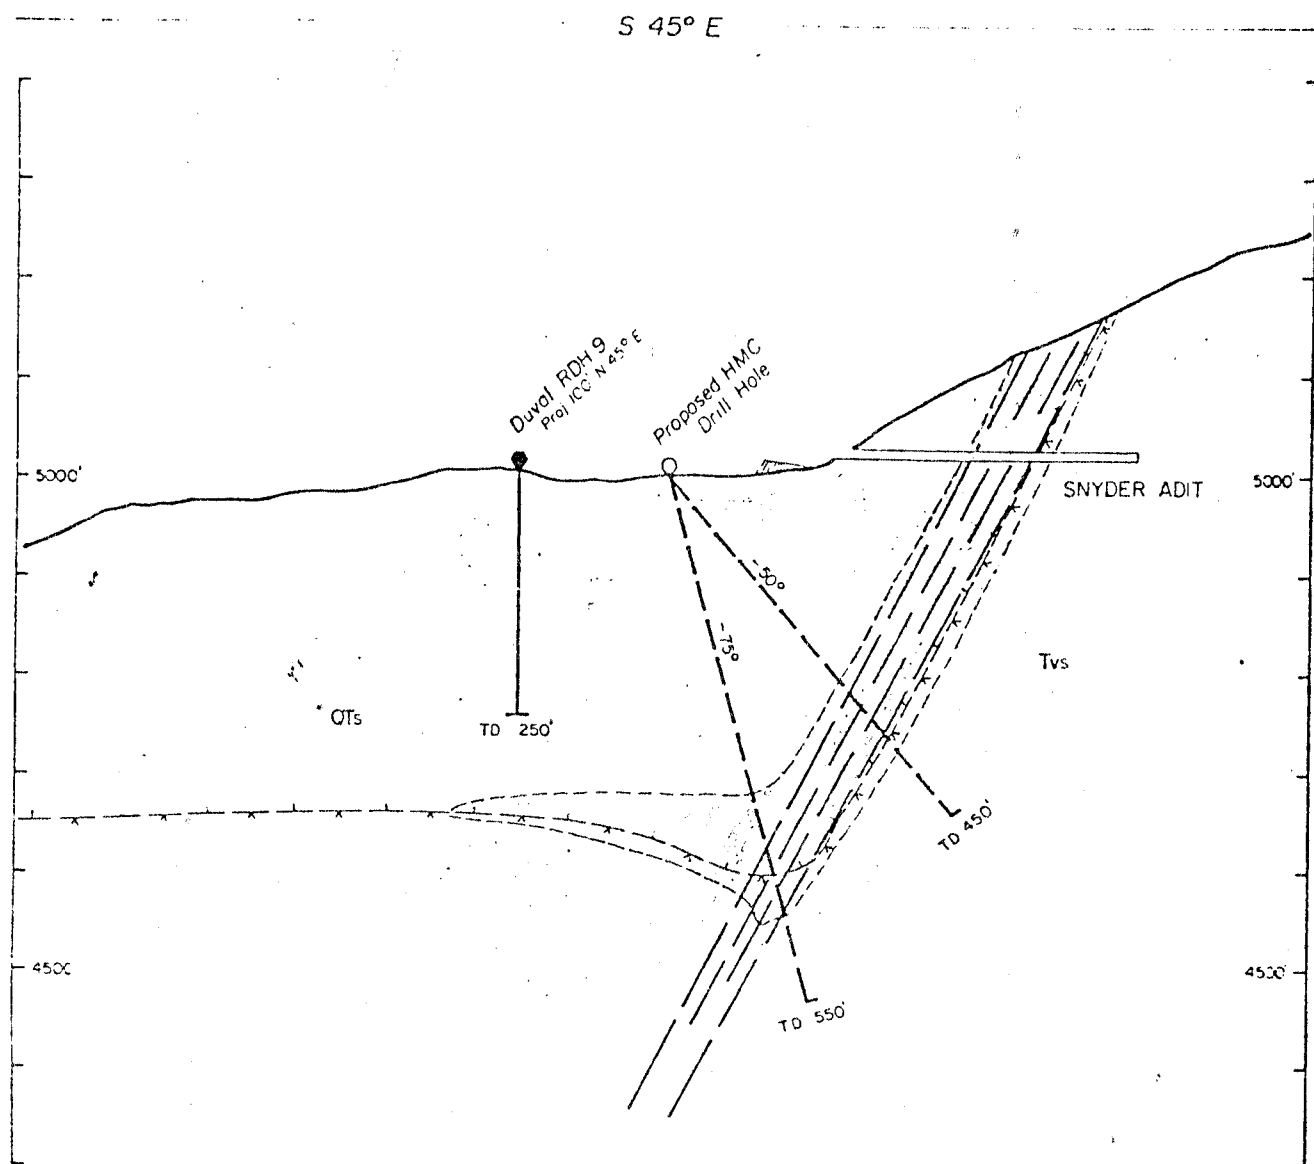 S 45° E
Duval RDH 9
Proj 100' N 45° E
Proposed HMC
Drill Hole
5000'
5000'
SNYDER ADIT
-50°
-75°
Tvs
QTs
TD 250'
TD 450'
4500'
4500'
TD 550'